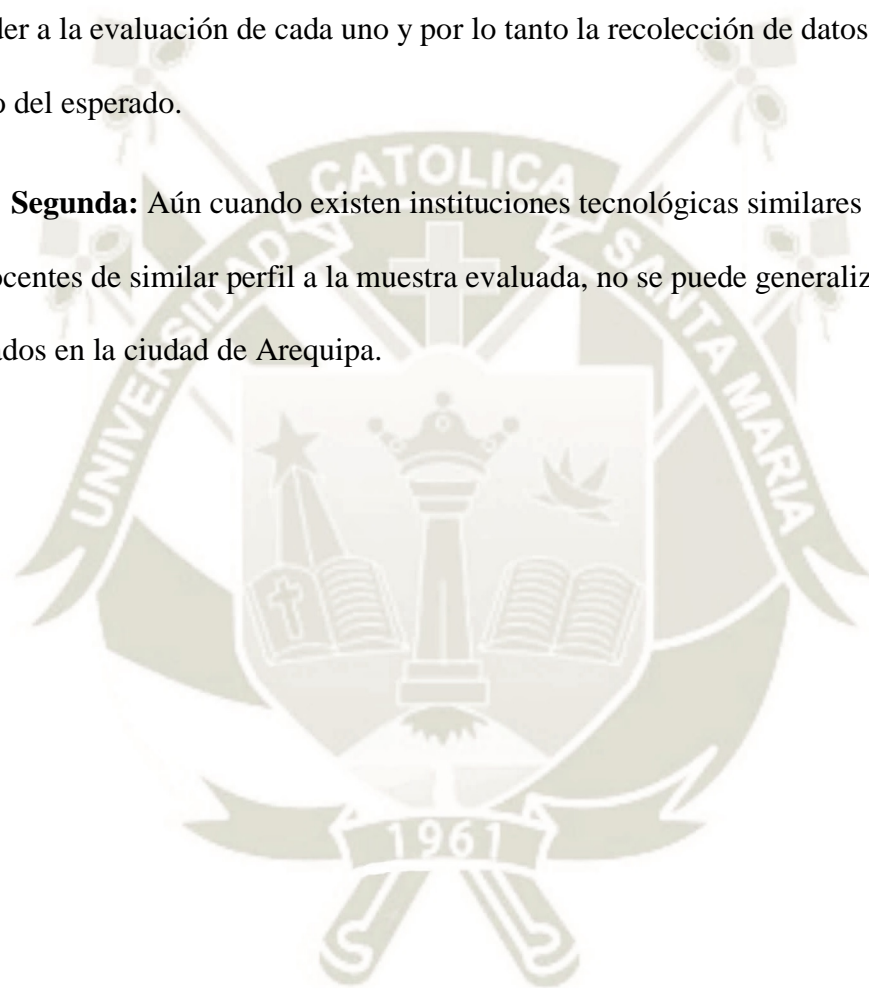 der a la evaluación de cada uno y por lo tanto la recolección de datos
o del esperado.
Segunda: Aún cuando existen instituciones tecnológicas similares
ocentes de similar perfil a la muestra evaluada, no se puede generaliz
ados en la ciudad de Arequipa.
UNIVERSIDAD CATOLICA SANTA MARIA
1961